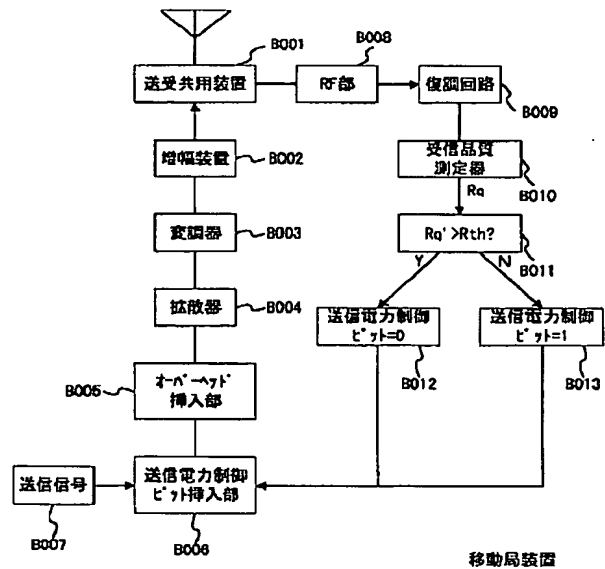 B001
B008
送受共用装置
RF部
復調回路
B009
増幅装置
B002
受信品質
測定器
B010
Rq
変調器
B003
Rq'>Rth?
B011
Y
N
拡散器
B004
送信電力制御
ビット=0
送信電力制御
ビット=1
B012
B013
B005
オーバーヘッド
挿入部
送信信号
B007
送信電力制御
ビット挿入部
B006
移動局装置